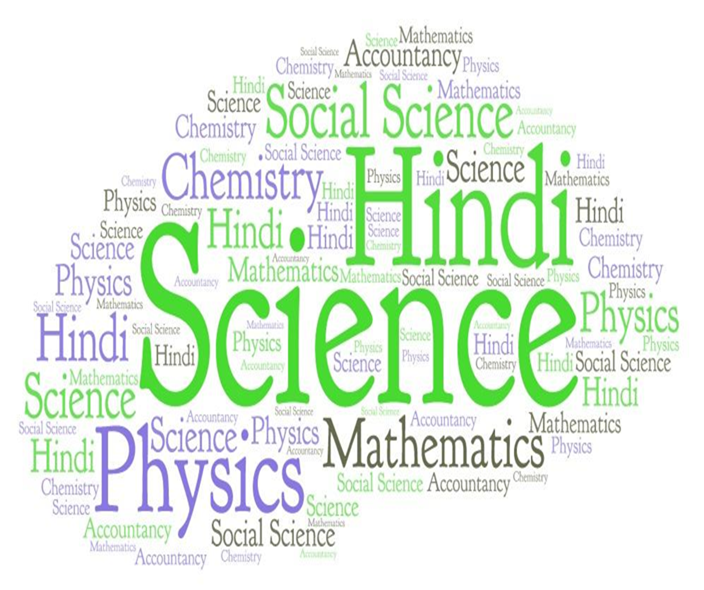 Science Mathematics
Social Science Accountancy
Chemistry Mathematics Social Science Physics
Hindi Science Mathematics
Science Social Science Accountancy
Chemistry Accountancy
Chemistry Social Science Chemistry
Chemistry Chemistry Hindi Physics Hindi Science Mathematics Hindi
Physics Chemistry Hindi Science Hindi
Science Hindi Hindi Science Chemistry Chemistry
Science Accountancy
Physics Accountancy Mathematics Mathematics Social Science Social Science Physics Chemistry
Social Science Mathematics Physics
Hindi Social Science Science Mathematics Science Accountancy Physics
Hindi Physics Physics Physics Hindi Mathematics Physics
Mathematics Accountancy Science Chemistry Hindi Social Science
Science Hindi
Social Science Accountancy Social Science Social Science Accountancy Mathematics
Hindi Physics Science Physics Accountancy Mathematics Physics
Chemistry Social Science Accountancy Chemistry
Science Science
Accountancy Social Science Mathematics
Mathematics Accountancy Chemistry Accountancy